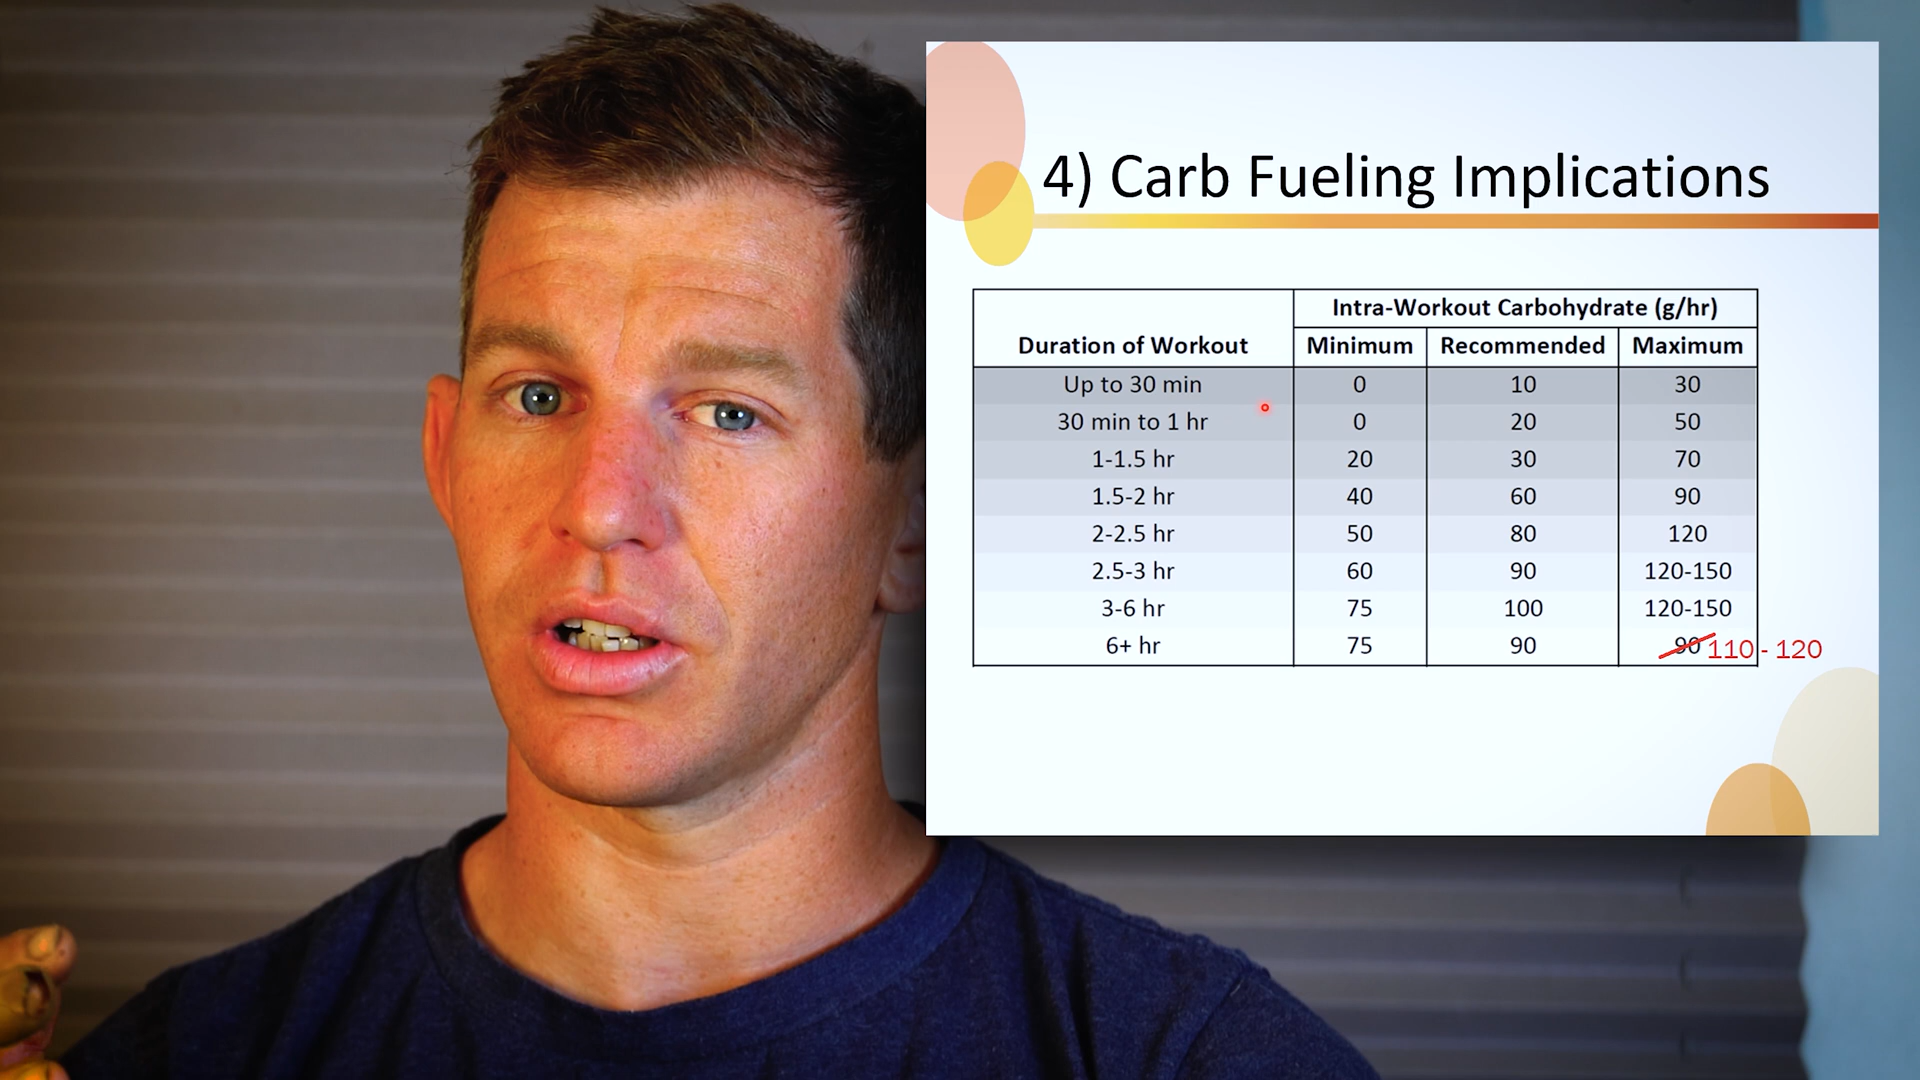 4) Carb Fueling Implications
Intra-Workout Carbohydrate (g/hr)
Duration of Workout Minimum Recommended Maximum
Up to 30 min 0 10 30
30 min to 1 hr 0 20 50
1-1.5 hr 20 30 70
1.5-2 hr 40 60 90
2-2.5 hr 50 80 120
2.5-3 hr 60 90 120-150
3-6 hr 75 100 120-150
6+ hr 75 90 90 110 - 120